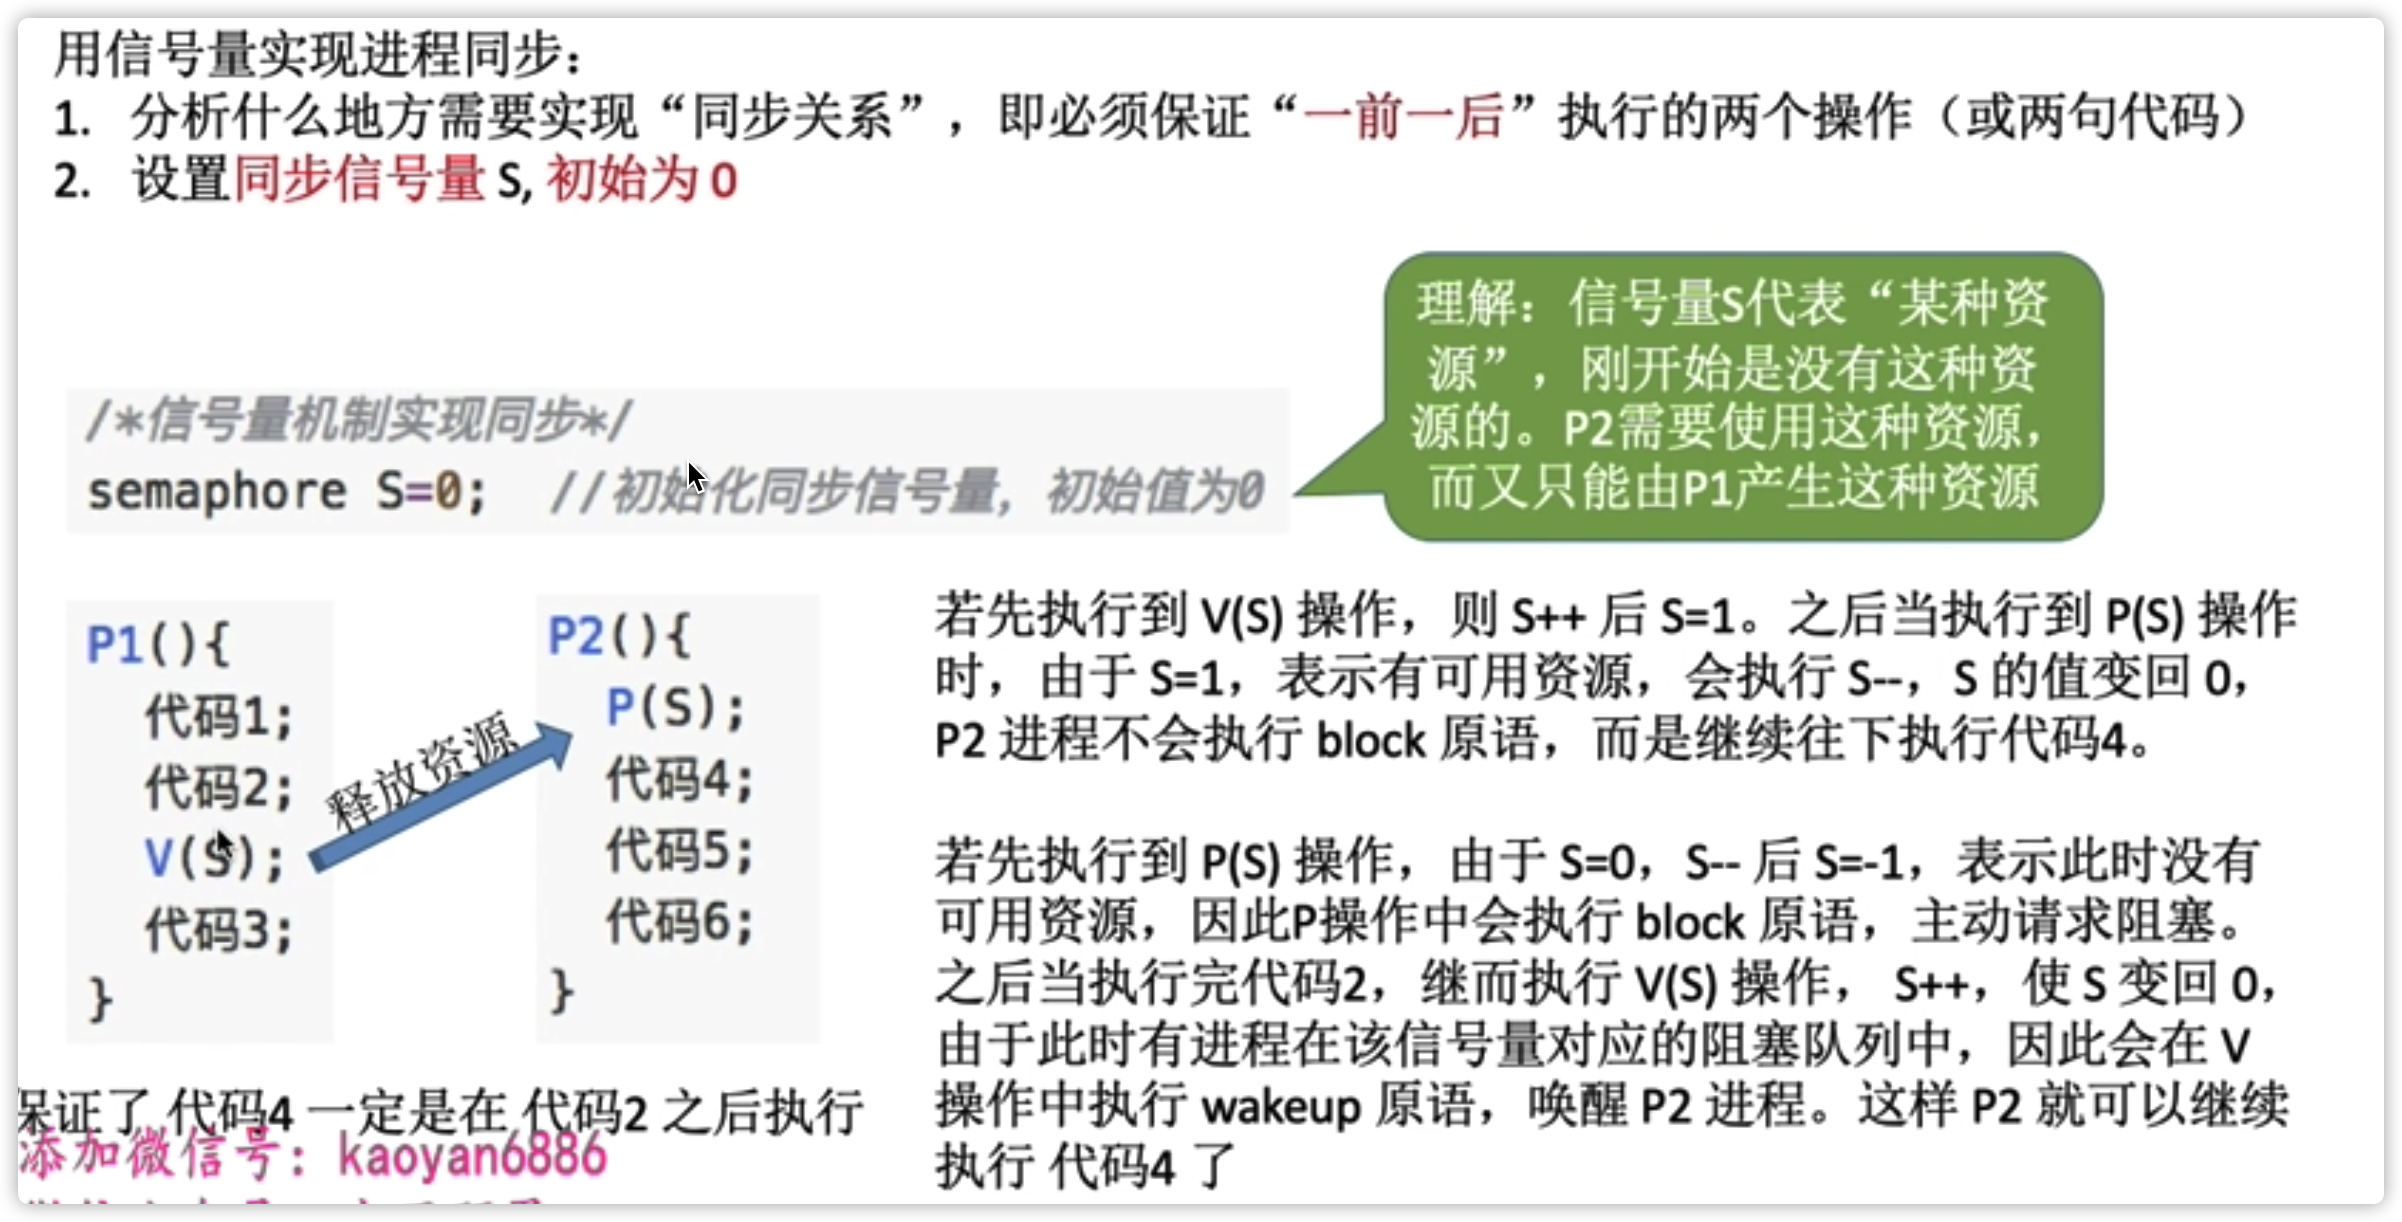 用信号量实现进程同步：
1. 分析什么地方需要实现“同步关系”，即必须保证“一前一后”执行的两个操作（或两句代码）
2. 设置同步信号量 S, 初始为 0
理解：信号量S代表“某种资
源”，刚开始是没有这种资
源的。P2需要使用这种资源，
而又只能由P1产生这种资源
/*信号量机制实现同步*/
semaphore S=0; //初始化同步信号量，初始值为0
P1(){
代码1;
代码2;
V(S);
代码3;
}
释放资源
P2(){
P(S);
代码4;
代码5;
代码6;
}
保证了 代码4 一定是在 代码2 之后执行
若先执行到 V(S) 操作，则 S++ 后 S=1。之后当执行到 P(S) 操作
时，由于 S=1，表示有可用资源，会执行 S--，S 的值变回 0，
P2 进程不会执行 block 原语，而是继续往下执行代码4。
若先执行到 P(S) 操作，由于 S=0，S-- 后 S=-1，表示此时没有
可用资源，因此P操作中会执行 block 原语，主动请求阻塞。
之后当执行完代码2，继而执行 V(S) 操作， S++，使 S 变回 0，
由于此时有进程在该信号量对应的阻塞队列中，因此会在 V
操作中执行 wakeup 原语，唤醒 P2 进程。这样 P2 就可以继续
执行 代码4 了
添加微信号：kaoyan6886